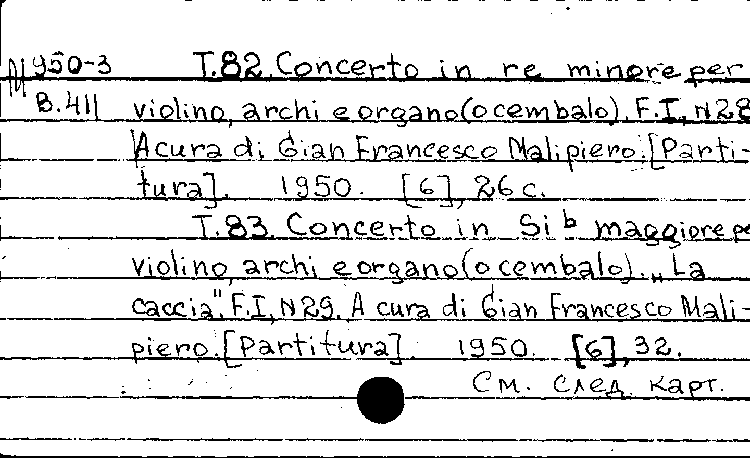 М 950-3 Т.82. Concerto in re minore per
B.411 violino, archi e organo (o cembalo). F.I, N28
A cura di Gian Francesco Malipiero. [Parti-
tura]. 1950. [6], 26 с.
Т.83. Concerto in Si b maggiore pe
violino, archi e organo (o cembalo). „La
caccia". F.I, N29. A cura di Gian Francesco Mali-
piero. [Partitura]. 1950. [6], 32.
См. след. карт.